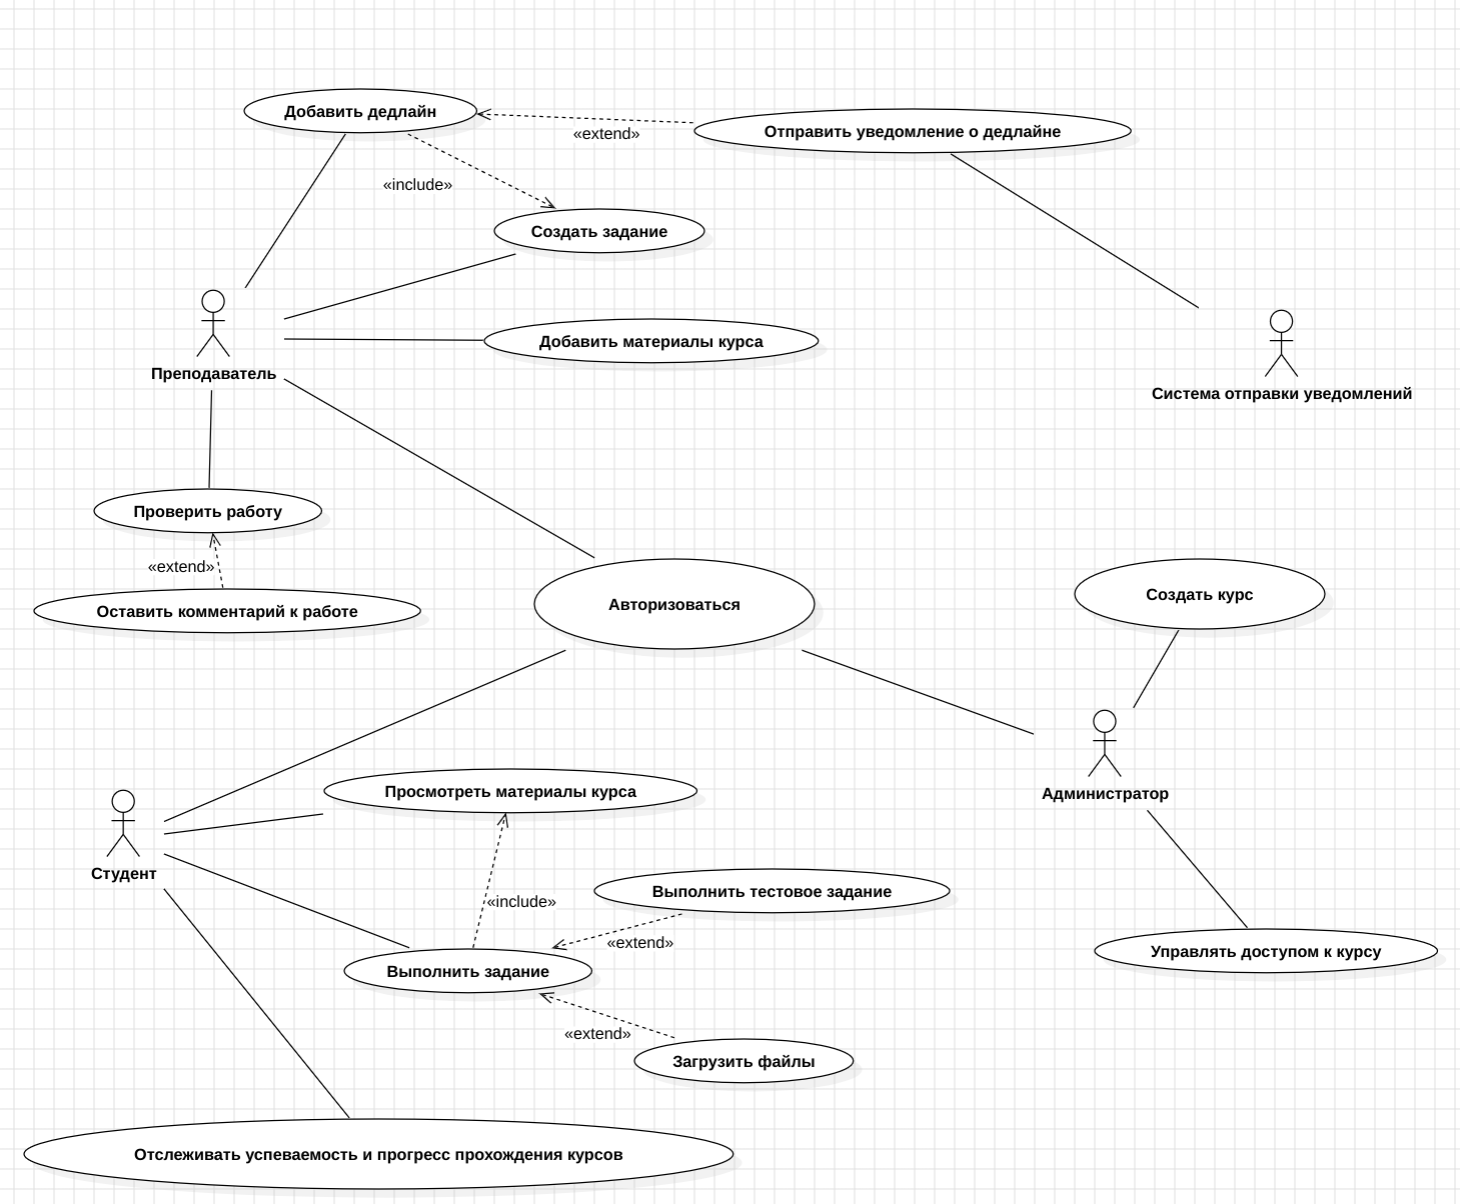 Добавить дедлайн
«extend»
Отправить уведомление о дедлайне
«include»
Создать задание
Добавить материалы курса
Преподаватель
Система отправки уведомлений
Проверить работу
«extend»
Оставить комментарий к работе
Авторизоваться
Создать курс
Просмотреть материалы курса
Администратор
Студент
Выполнить тестовое задание
«include»
«extend»
Управлять доступом к курсу
Выполнить задание
«extend»
Загрузить файлы
Отслеживать успеваемость и прогресс прохождения курсов